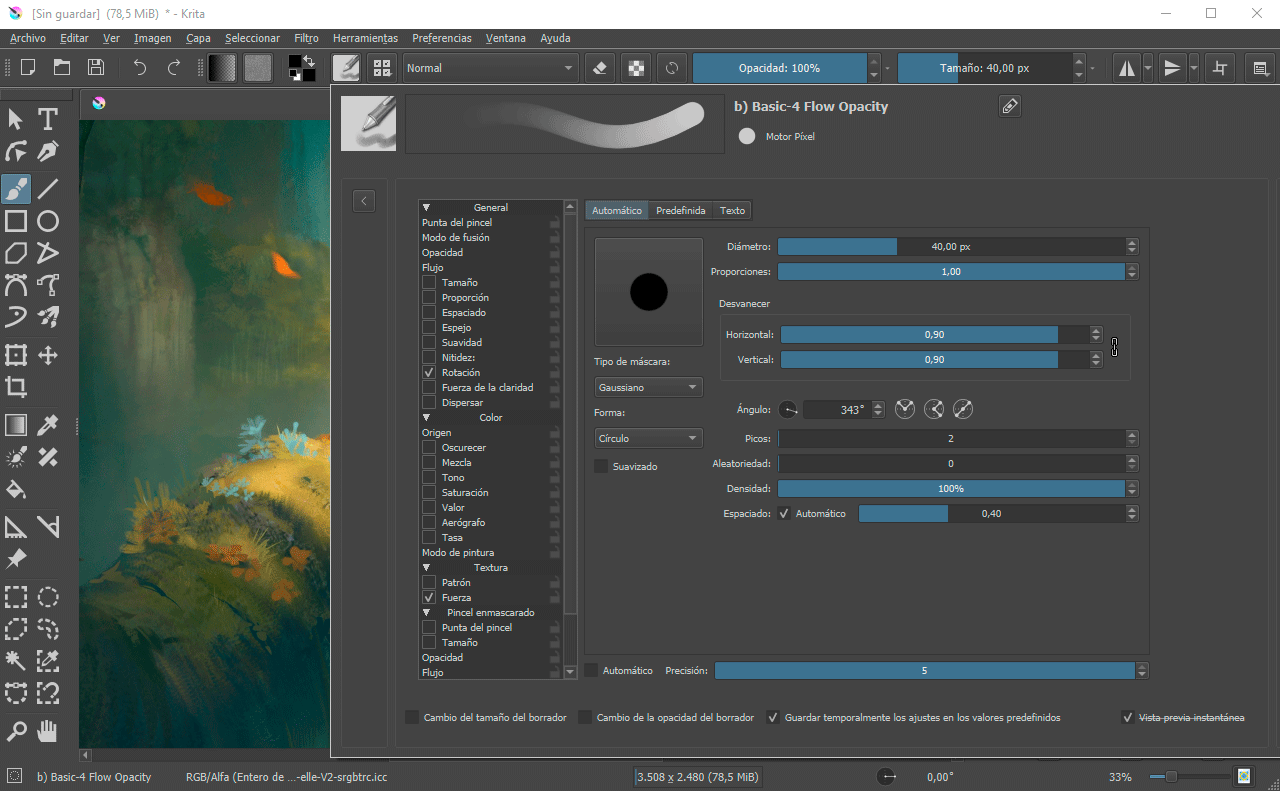 [Sin guardar] (78,5 MiB) * - Krita
Archivo Editar Ver Imagen Capa Seleccionar Filtro Herramientas Preferencias Ventana Ayuda
Normal Opacidad: 100% Tamaño: 40,00 px
b) Basic-4 Flow Opacity
Motor Píxel
General
Punta del pincel
Modo de fusión
Opacidad
Flujo
Tamaño
Proporción
Espaciado
Espejo
Suavidad
Nitidez:
Rotación
Fuerza de la claridad
Dispersar
Color
Origen
Oscurecer
Mezcla
Tono
Saturación
Valor
Aerógrafo
Tasa
Modo de pintura
Textura
Patrón
Fuerza
Pincel enmascarado
Punta del pincel
Tamaño
Opacidad
Flujo
Automático Predefinida Texto
Tipo de máscara:
Gaussiano
Forma:
Círculo
Suavizado
Diámetro: 40,00 px
Proporciones: 1,00
Desvanecer
Horizontal: 0,90
Vertical: 0,90
Ángulo: 343°
Picos: 2
Aleatoriedad: 0
Densidad: 100%
Espaciado: Automático 0,40
Automático Precisión: 5
Cambio del tamaño del borrador Cambio de la opacidad del borrador Guardar temporalmente los ajustes en los valores predefinidos Vista previa instantánea
b) Basic-4 Flow Opacity RGB/Alfa (Entero de ...-elle-V2-srgbtrc.icc 3.508 x 2.480 (78,5 MiB) 0,00° 33%